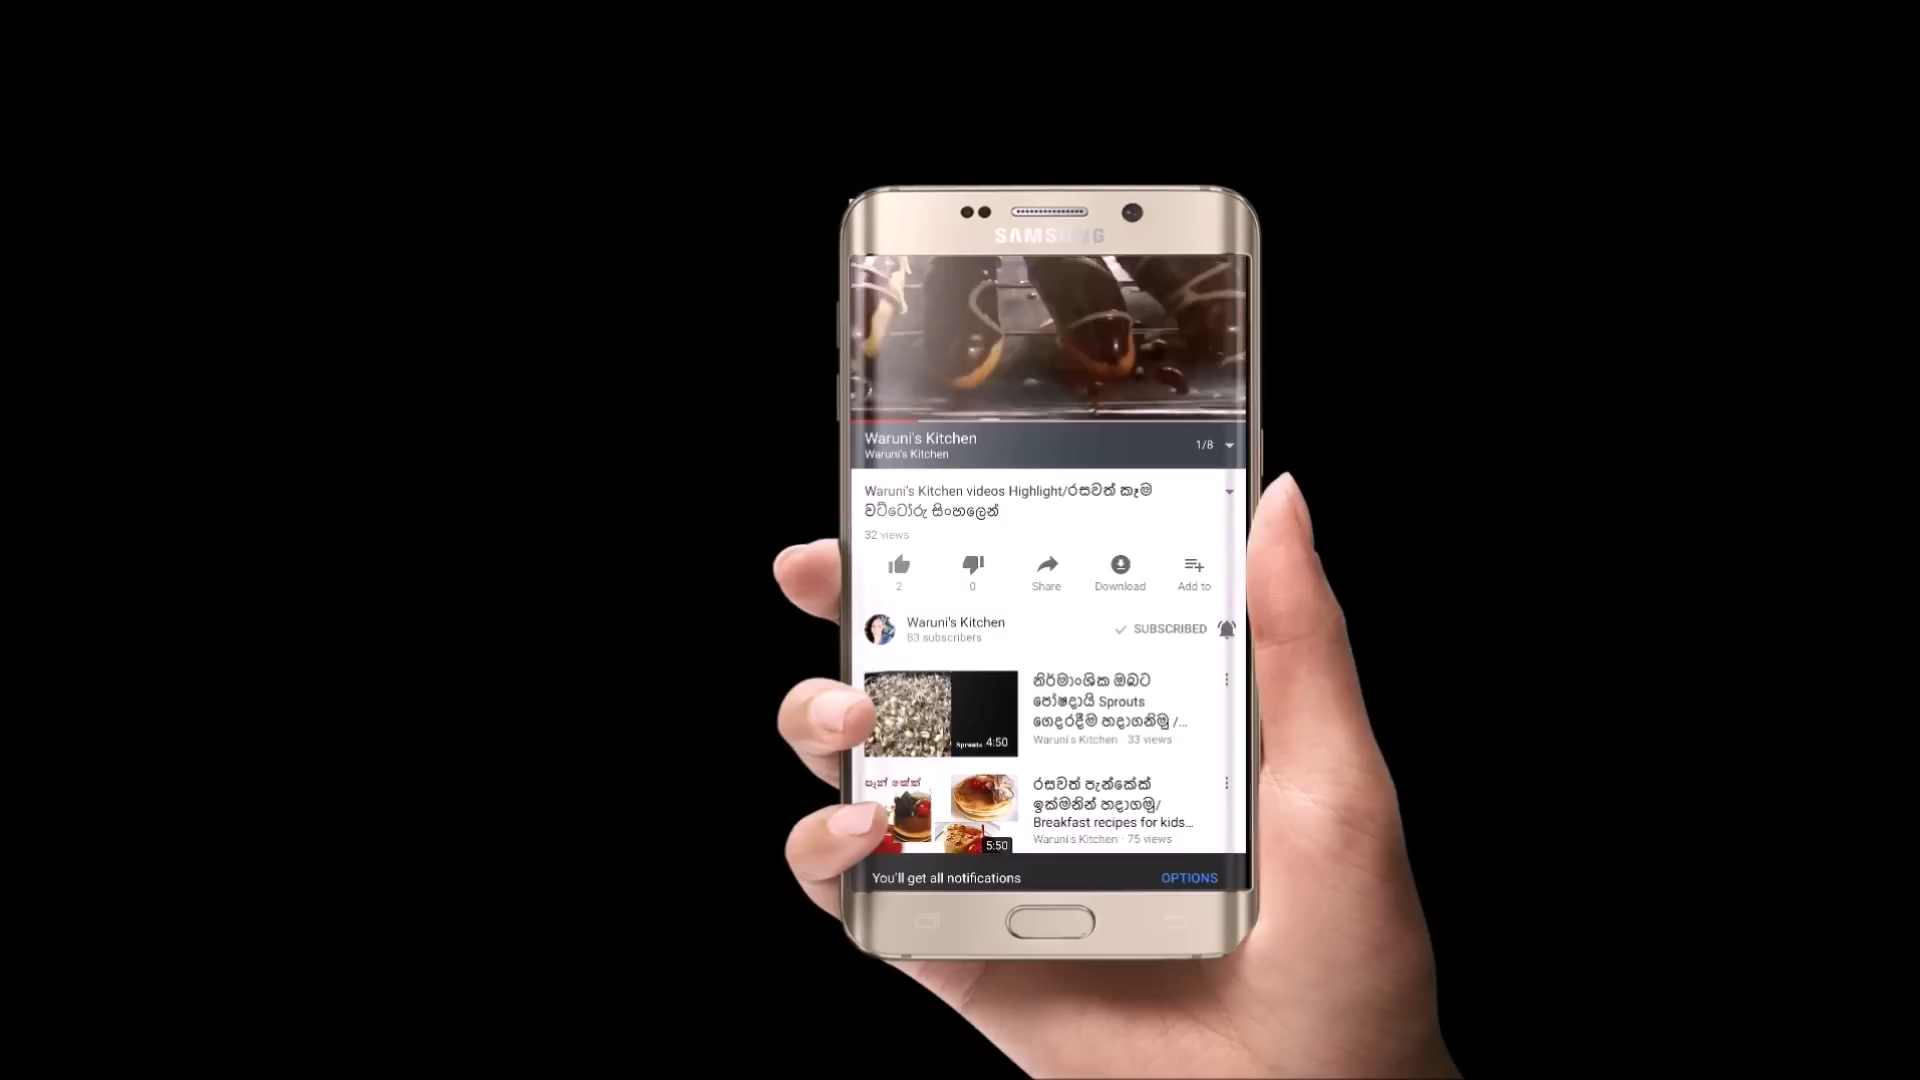 SAMSUNG
Waruni's Kitchen
Waruni's Kitchen
1/8
Waruni's Kitchen videos Highlight/රසවත් කෑම
වට්ටෝරු සිංහලෙන්
32 views
2
0
Share
Download
Add to
Waruni's Kitchen
83 subscribers
SUBSCRIBED
Sprouts 4:50
නිර්මාංශික ඔබට
පෝෂදායී Sprouts
ගෙදරදීම හදාගනිමු /...
Waruni's Kitchen · 33 views
පෑන් කේක්
5:50
රසවත් පෑන්කේක්
ඉක්මනින් හදාගමු/
Breakfast recipes for kids...
Waruni's Kitchen · 75 views
You'll get all notifications
OPTIONS